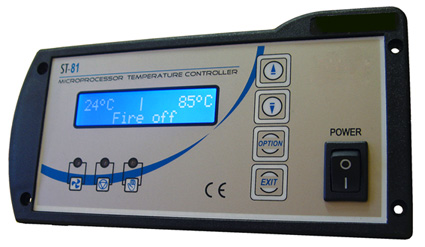 ST-81
MICROPROCESSOR TEMPERATURE CONTROLLER
24°C | 85°C
Fire off
OPTION
EXIT
POWER
I
CE